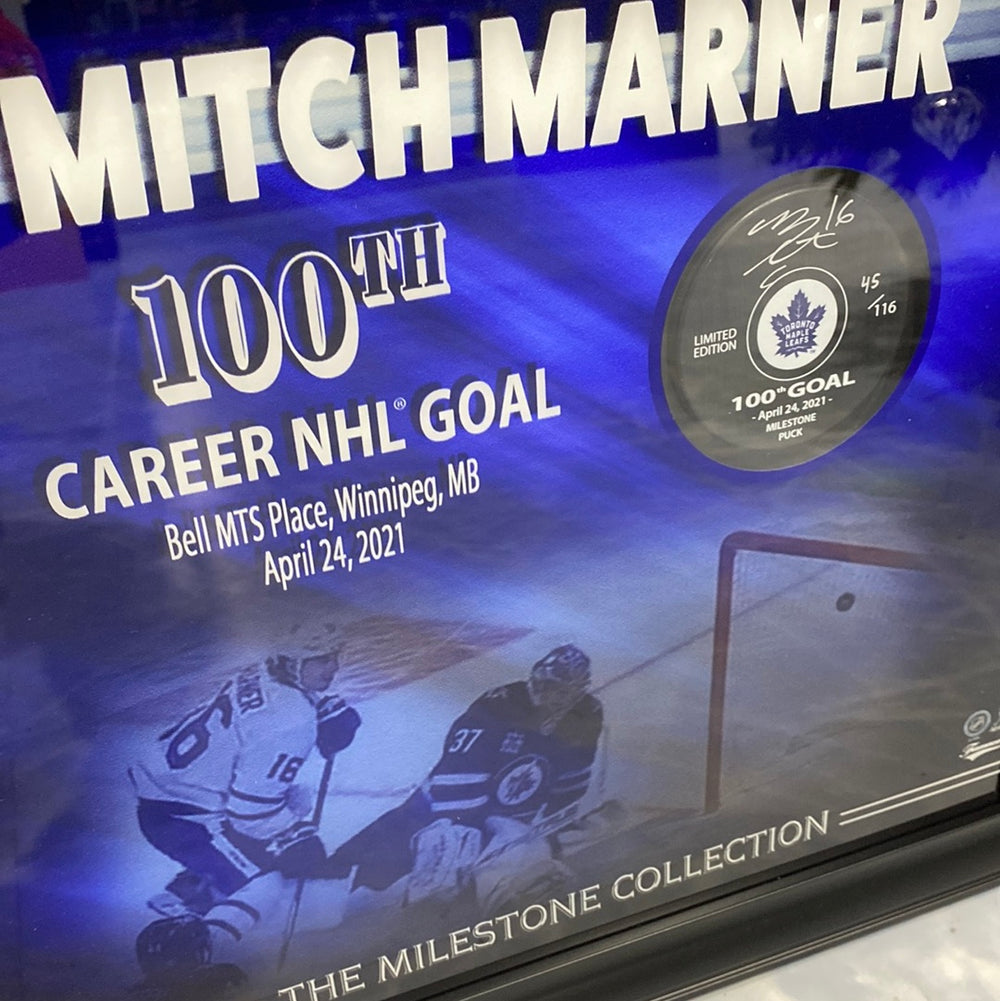 MITCH MARNER
100TH
CAREER NHL® GOAL
Bell MTS Place, Winnipeg, MB
April 24, 2021
16
45
/116
LIMITED
EDITION
TORONTO
MAPLE
LEAFS
100th GOAL
- April 24, 2021 -
MILESTONE
PUCK
16
16
37
THE MILESTONE COLLECTION